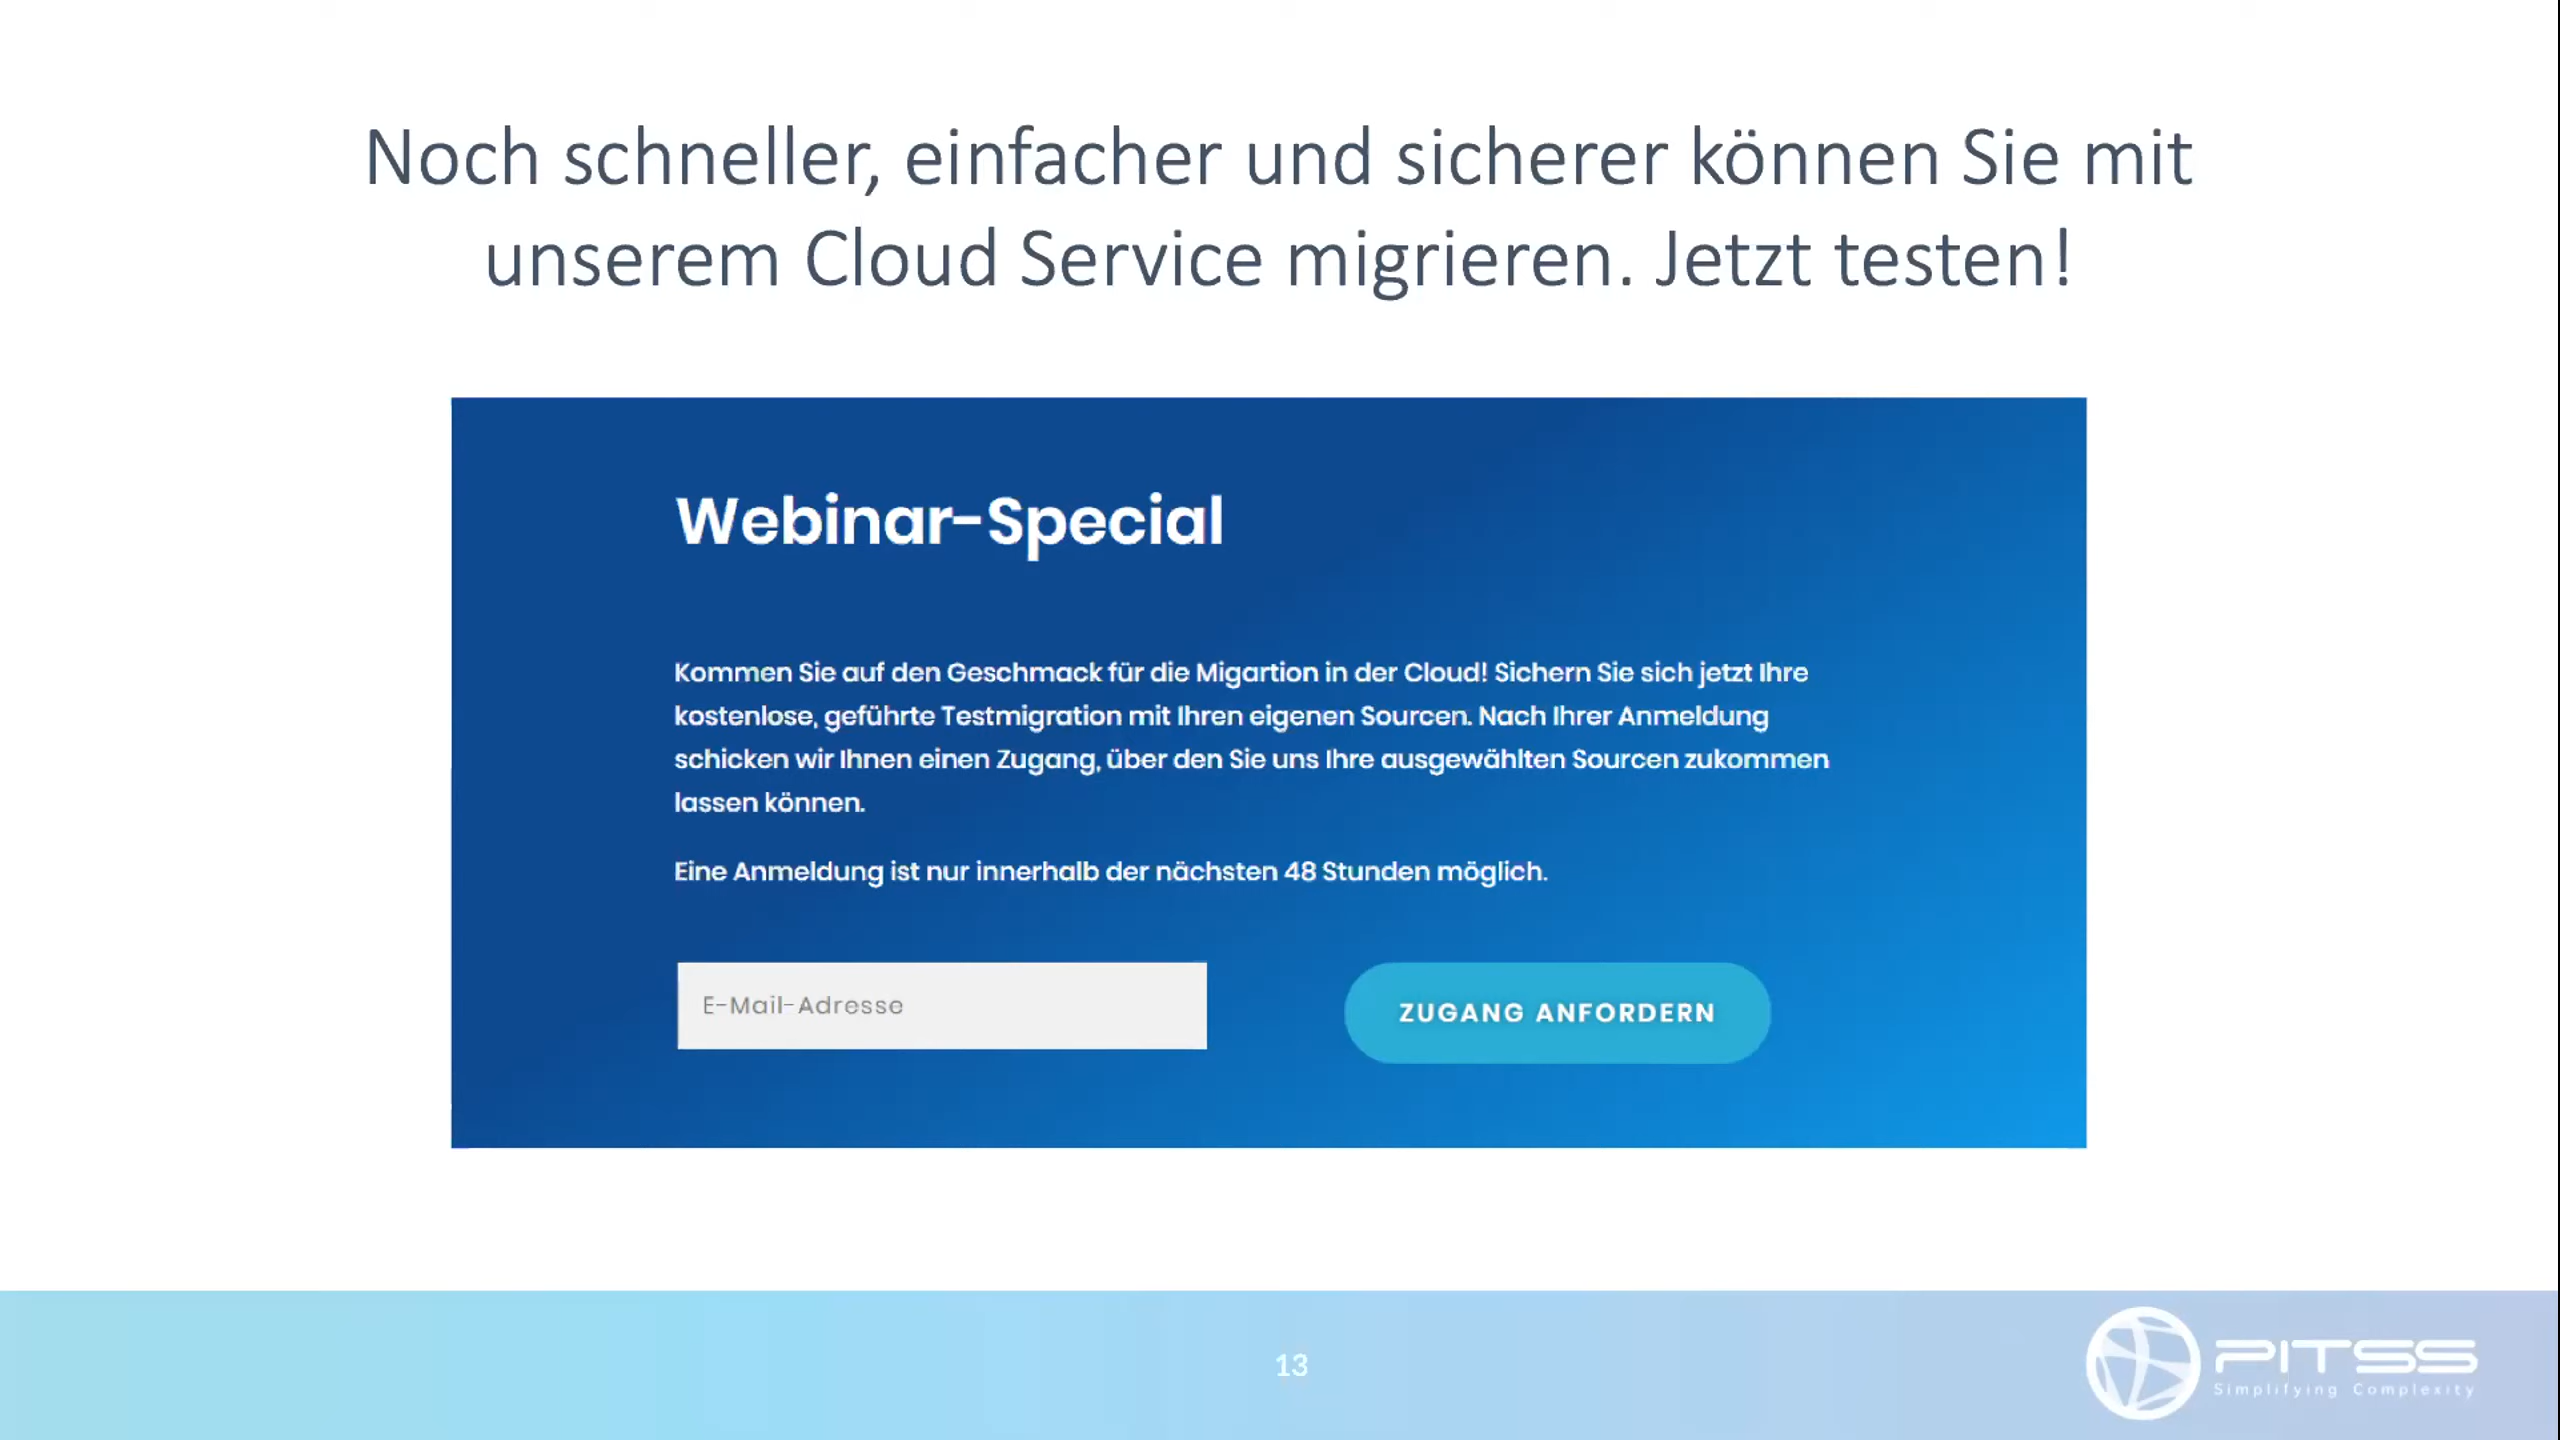 Noch schneller, einfacher und sicherer können Sie mit
unserem Cloud Service migrieren. Jetzt testen!
Webinar-Special
Kommen Sie auf den Geschmack für die Migartion in der Cloud! Sichern Sie sich jetzt Ihre
kostenlose, geführte Testmigration mit Ihren eigenen Sourcen. Nach Ihrer Anmeldung
schicken wir Ihnen einen Zugang, über den Sie uns Ihre ausgewählten Sourcen zukommen
lassen können.
Eine Anmeldung ist nur innerhalb der nächsten 48 Stunden möglich.
E-Mail-Adresse
ZUGANG ANFORDERN
13
PITSS
Simplifying Complexity